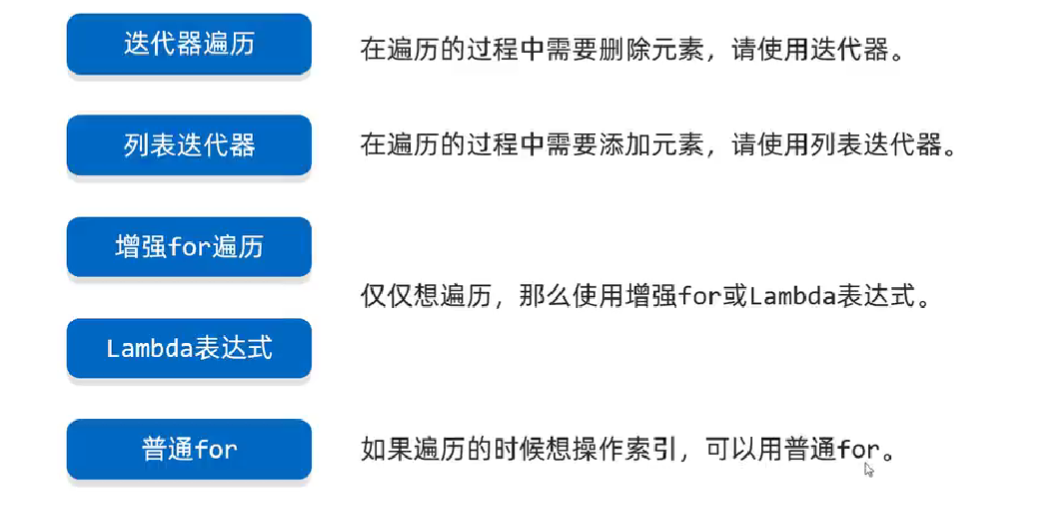 迭代器遍历
在遍历的过程中需要删除元素，请使用迭代器。
列表迭代器
在遍历的过程中需要添加元素，请使用列表迭代器。
增强for遍历
仅仅想遍历，那么使用增强for或Lambda表达式。
Lambda表达式
普通for
如果遍历的时候想操作索引，可以用普通for。